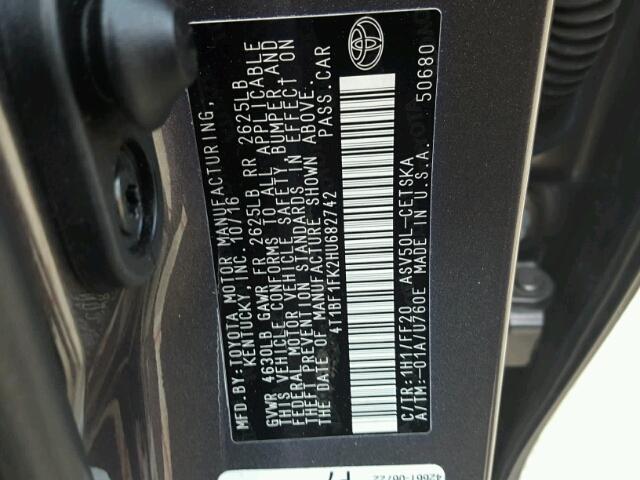 MFD.BY: TOYOTA MOTOR MANUFACTURING,
KENTUCKY, INC. 10/16
GVWR 4630LB GAWR FR 2625LB RR 2625LB
THIS VEHICLE CONFORMS TO ALL APPLICABLE
FEDERAL MOTOR VEHICLE SAFETY, BUMPER, AND
THEFT PREVENTION STANDARDS IN EFFECT ON
THE DATE OF MANUFACTURE SHOWN ABOVE.
4T1BF1FK2HU682742 PASS.CAR
C/TR:1H1/FF20 ASV50L-CETSKA
A/TM:-01A/U760E MADE IN U.S.A. 50680